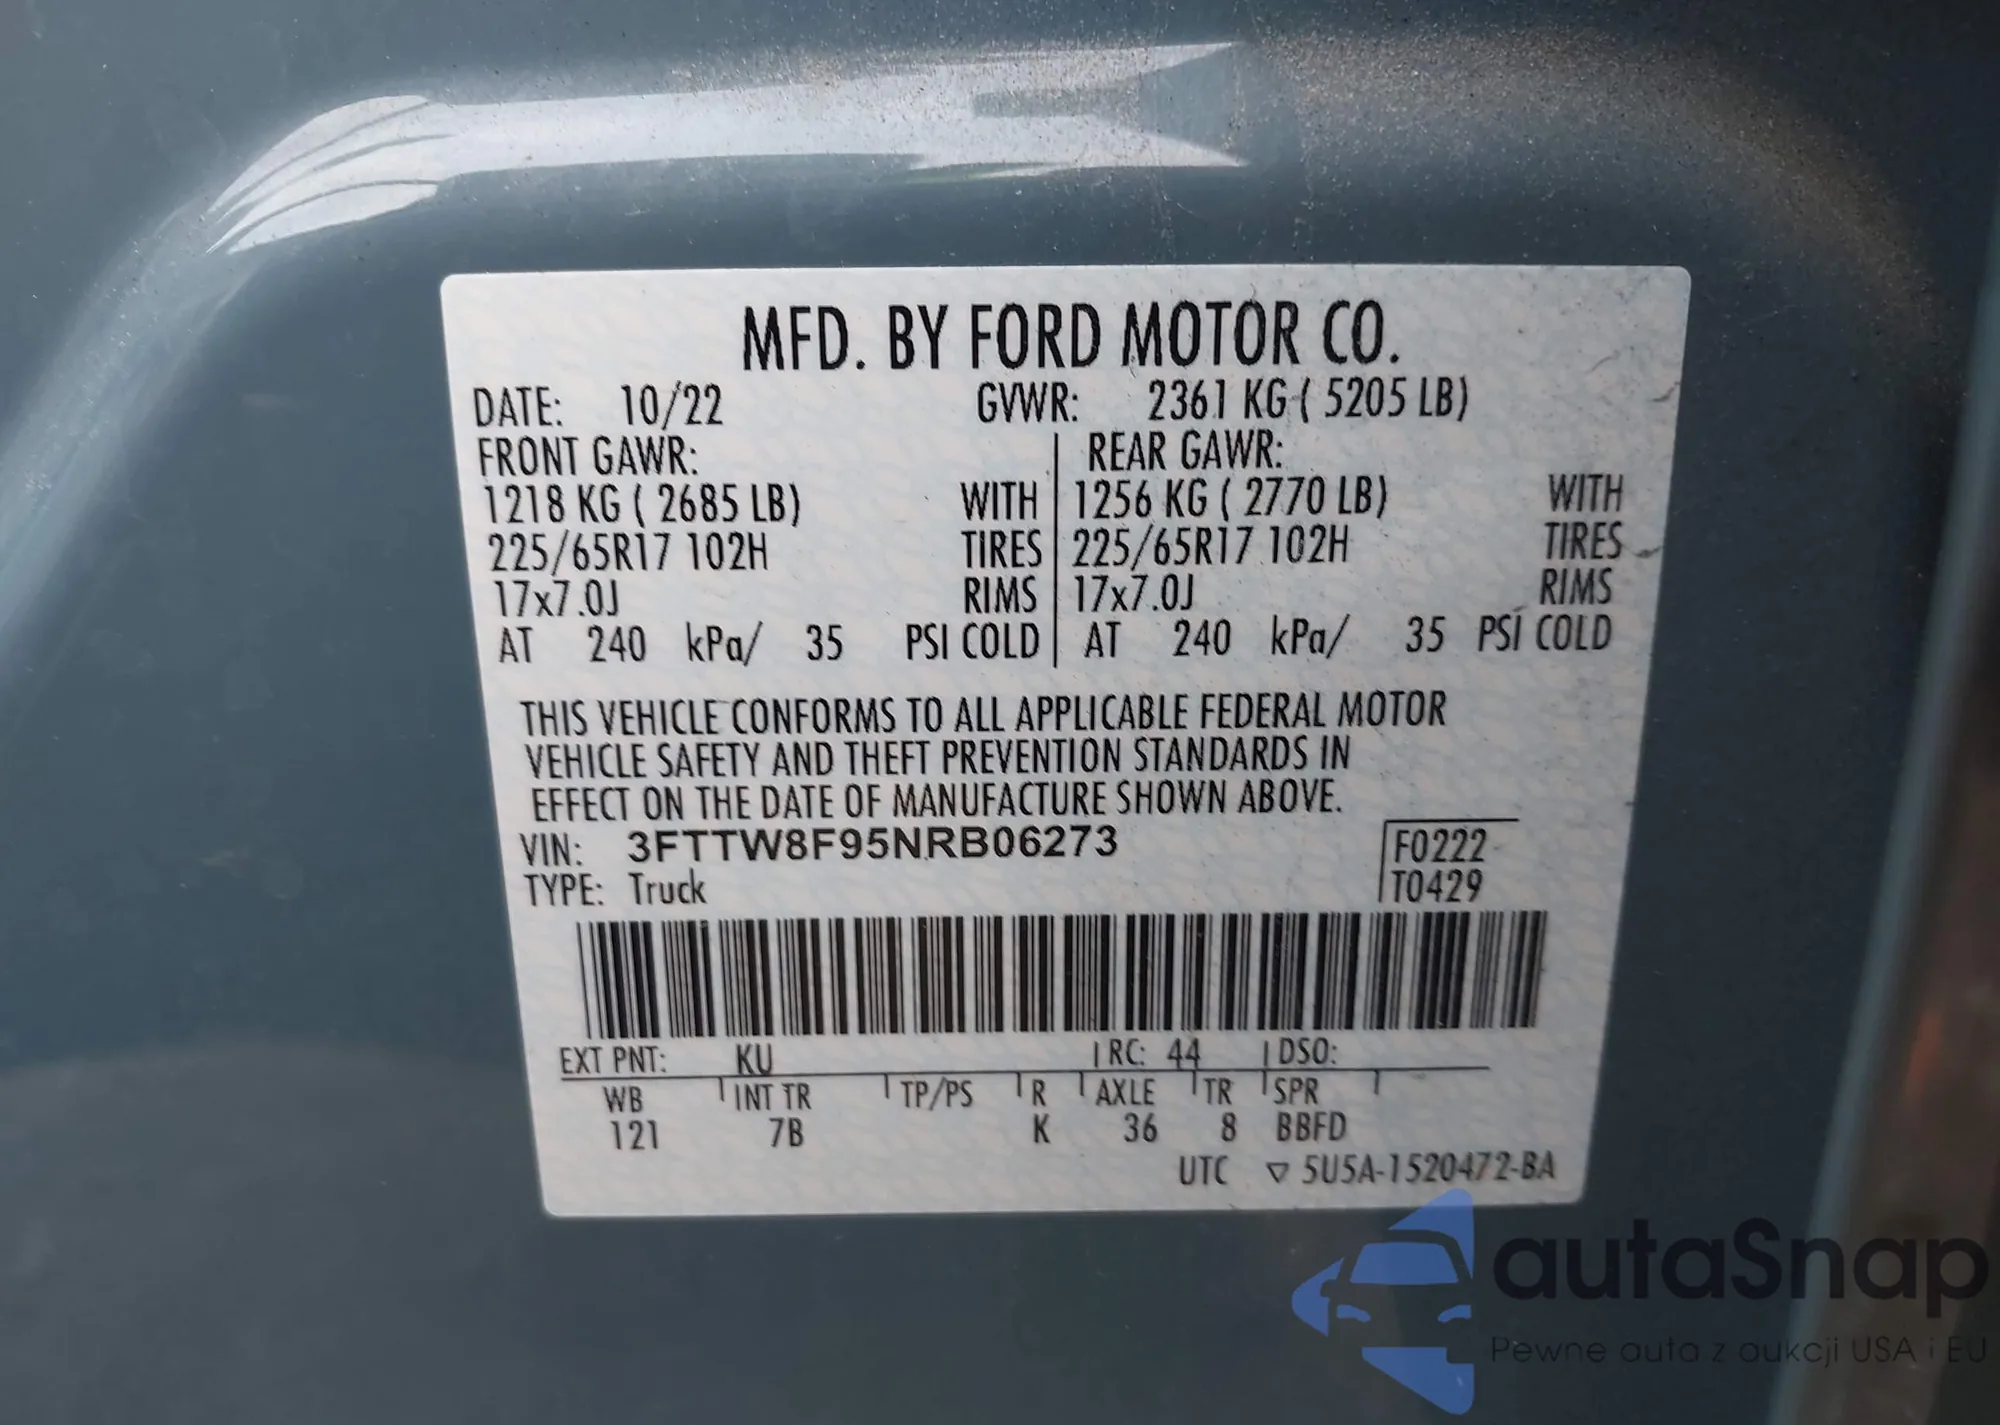 MFD. BY FORD MOTOR CO.
DATE: 10/22 GVWR: 2361 KG ( 5205 LB)
FRONT GAWR: REAR GAWR:
1218 KG ( 2685 LB) WITH 1256 KG ( 2770 LB) WITH
225/65R17 102H TIRES 225/65R17 102H TIRES
17x7.0J RIMS 17x7.0J RIMS
AT 240 kPa/ 35 PSI COLD AT 240 kPa/ 35 PSI COLD
THIS VEHICLE CONFORMS TO ALL APPLICABLE FEDERAL MOTOR
VEHICLE SAFETY AND THEFT PREVENTION STANDARDS IN
EFFECT ON THE DATE OF MANUFACTURE SHOWN ABOVE.
VIN: 3FTTW8F95NRB06273 F0222
TYPE: Truck T0429
EXT PNT: KU RC: 44 DSO:
WB INT TR TP/PS R AXLE TR SPR
121 7B K 36 8 BBFD
UTC ▽ 5U5A-1520472-BA
autaSnap
Pewne auta z aukcji USA i EU